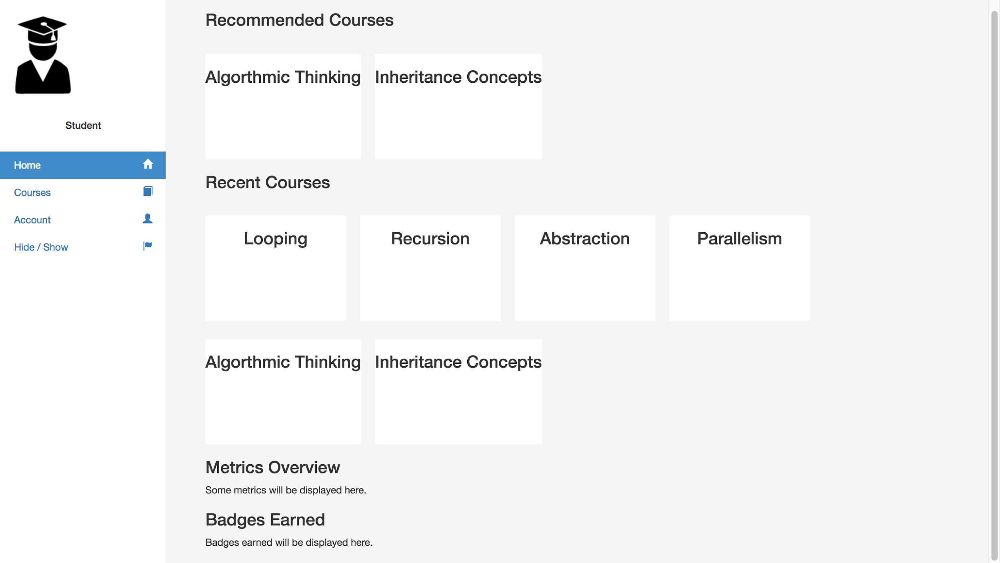 Student
Home
Courses
Account
Hide / Show
Recommended Courses
Algorthmic Thinking
Inheritance Concepts
Recent Courses
Looping
Recursion
Abstraction
Parallelism
Algorthmic Thinking
Inheritance Concepts
Metrics Overview
Some metrics will be displayed here.
Badges Earned
Badges earned will be displayed here.